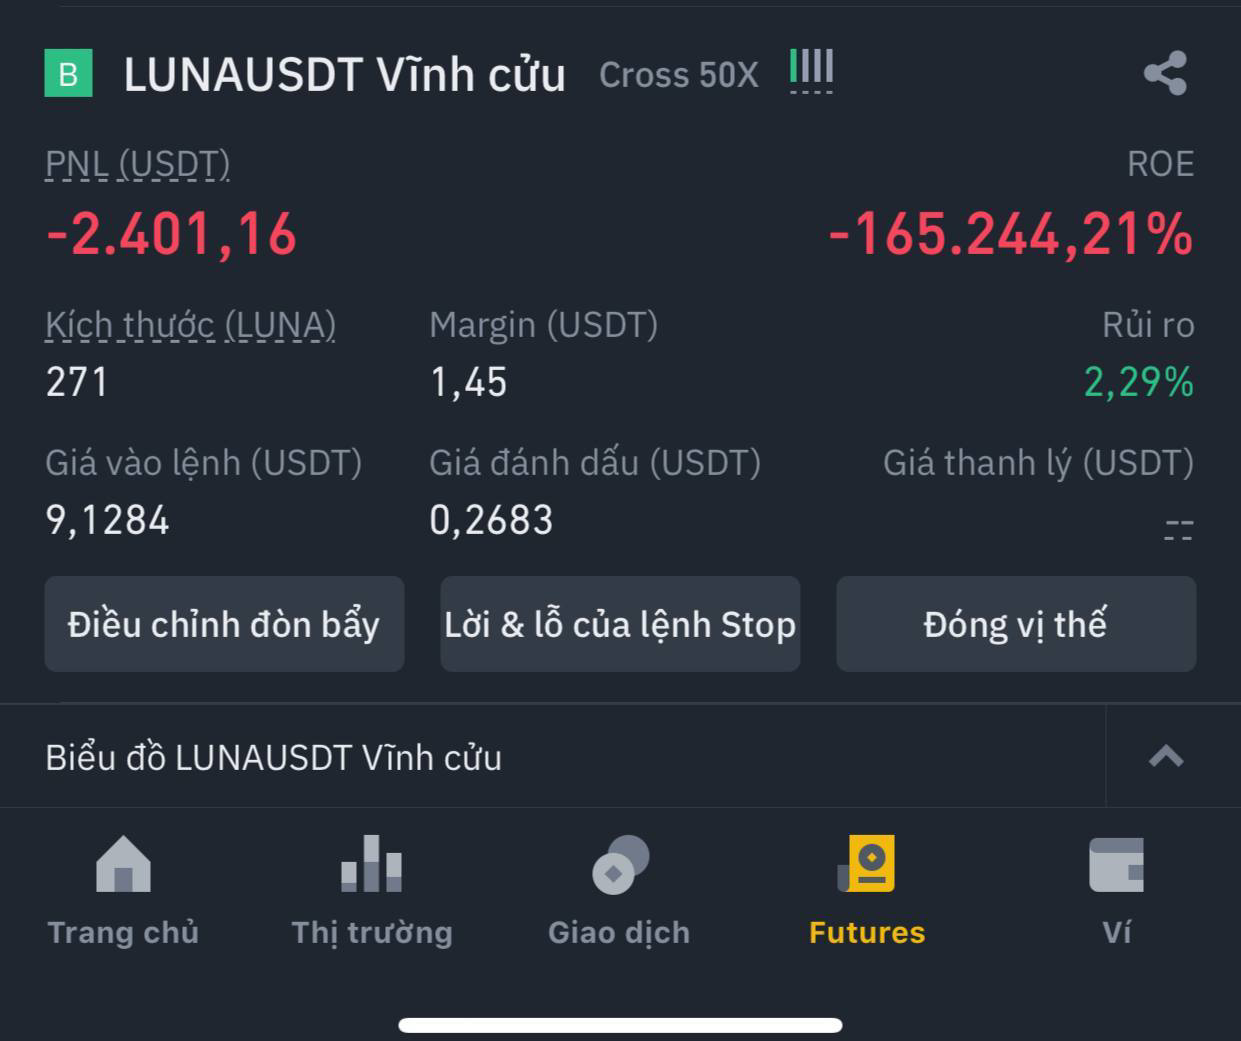 B LUNAUSDT Vĩnh cửu Cross 50X
PNL (USDT) ROE
-2.401,16 -165.244,21%
Kích thước (LUNA) Margin (USDT) Rủi ro
271 1,45 2,29%
Giá vào lệnh (USDT) Giá đánh dấu (USDT) Giá thanh lý (USDT)
9,1284 0,2683 --
Điều chỉnh đòn bẩy Lời & lỗ của lệnh Stop Đóng vị thế
Biểu đồ LUNAUSDT Vĩnh cửu
Trang chủ Thị trường Giao dịch Futures Ví